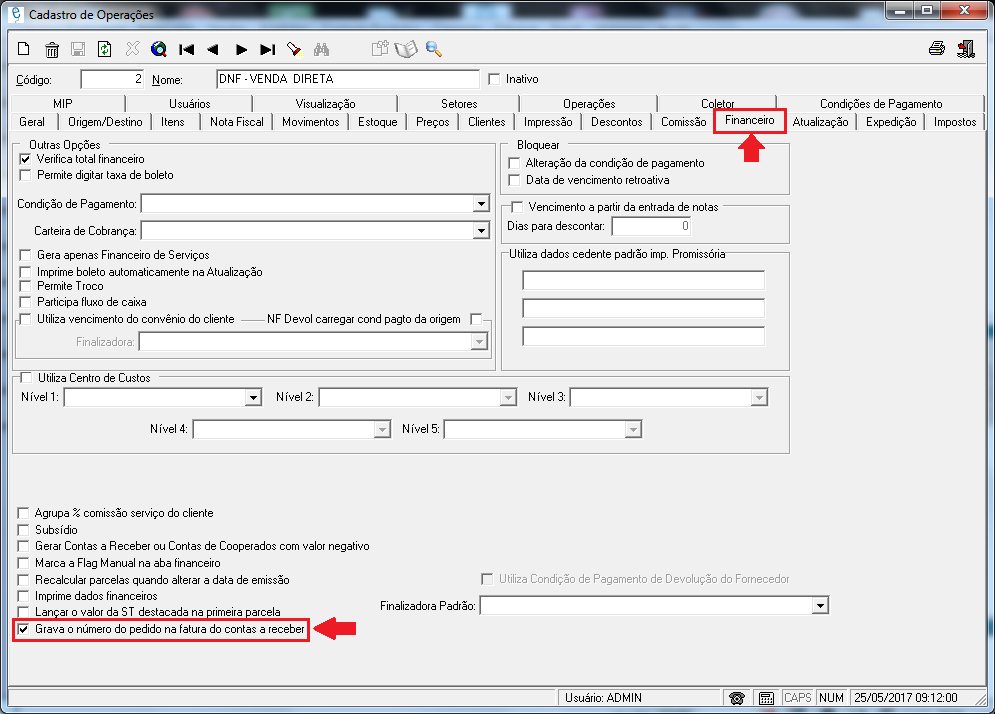 Cadastro de Operações
Código: 2 Nome: DNF - VENDA DIRETA Inativo
MIP Usuários Visualização Setores Operações Coletor Condições de Pagamento
Geral Origem/Destino Itens Nota Fiscal Movimentos Estoque Preços Clientes Impressão Descontos Comissão Financeiro Atualização Expedição Impostos
Outras Opções
Verifica total financeiro
Permite digitar taxa de boleto
Condição de Pagamento:
Carteira de Cobrança:
Gera apenas Financeiro de Serviços
Imprime boleto automaticamente na Atualização
Permite Troco
Participa fluxo de caixa
Utiliza vencimento do convênio do cliente NF Devol carregar cond pagto da origem
Finalizadora:
Bloquear
Alteração da condição de pagamento
Data de vencimento retroativa
Vencimento a partir da entrada de notas
Dias para descontar: 0
Utiliza dados cedente padrão imp. Promissória
Utiliza Centro de Custos
Nível 1: Nível 2: Nível 3:
Nível 4: Nível 5:
Agrupa % comissão serviço do cliente
Subsídio
Gerar Contas a Receber ou Contas de Cooperados com valor negativo
Marca a Flag Manual na aba financeiro
Recalcular parcelas quando alterar a data de emissão
Imprime dados financeiros
Lançar o valor da ST destacada na primeira parcela
Grava o número do pedido na fatura do contas a receber
Utiliza Condição de Pagamento de Devolução do Fornecedor
Finalizadora Padrão:
Usuário: ADMIN CAPS NUM 25/05/2017 09:12:00